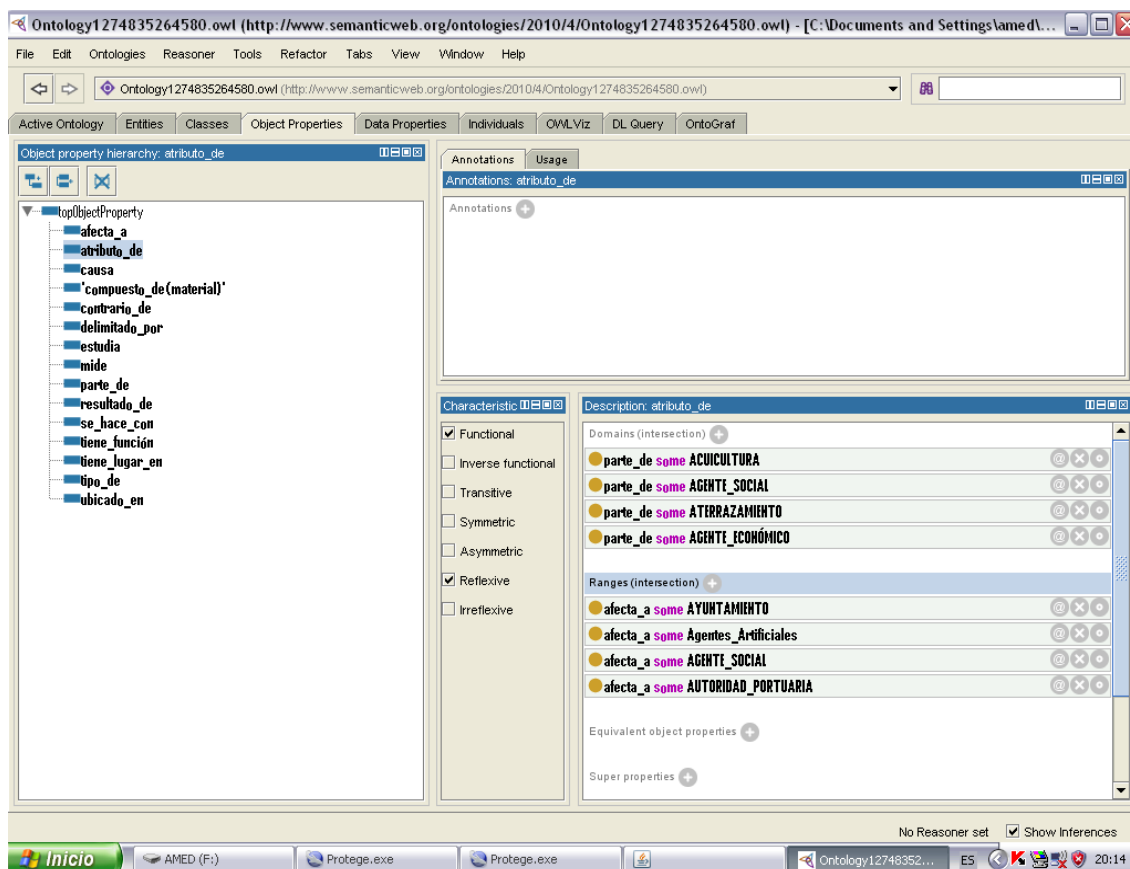 Ontology1274835264580.owl (http://www.semanticweb.org/ontologies/2010/4/Ontology1274835264580.owl) - [C:\Documents and Settings\amed\...
File Edit Ontologies Reasoner Tools Refactor Tabs View Window Help
Ontology1274835264580.owl (http://www.semanticweb.org/ontologies/2010/4/Ontology1274835264580.owl)
Active Ontology Entities Classes Object Properties Data Properties Individuals OWLViz DL Query OntoGraf
Object property hierarchy: atributo_de
topObjectProperty
afecta_a
atributo_de
causa
'compuesto_de(material)'
contrario_de
delimitado_por
estudia
mide
parte_de
resultado_de
se_hace_con
tiene_función
tiene_lugar_en
tipo_de
ubicado_en
Annotations Usage
Annotations: atributo_de
Annotations
Characteristic
Functional
Inverse functional
Transitive
Symmetric
Asymmetric
Reflexive
Irreflexive
Description: atributo_de
Domains (intersection)
parte_de some ACUICULTURA
parte_de some AGENTE_SOCIAL
parte_de some ATERRAZAMIENTO
parte_de some AGENTE_ECONÓMICO
Ranges (intersection)
afecta_a some AYUNTAMIENTO
afecta_a some Agentes_Artificiales
afecta_a some AGENTE_SOCIAL
afecta_a some AUTORIDAD_PORTUARIA
Equivalent object properties
Super properties
No Reasoner set Show Inferences
Inicio AMED (F:) Protege.exe Protege.exe Ontology12748352... ES 20:14